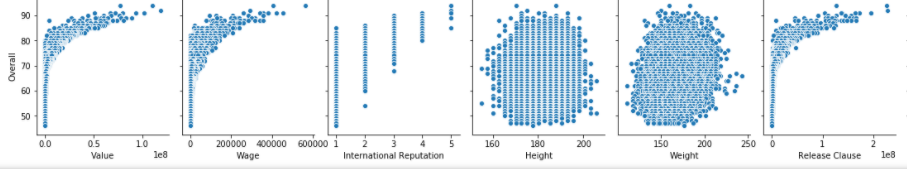 Overall
90
80
70
60
50
0.0 0.5 1.0
1e8
Value
0 200000 400000 600000
Wage
1 2 3 4 5
International Reputation
160 180 200
Height
150 200 250
Weight
0 1 2
1e8
Release Clause